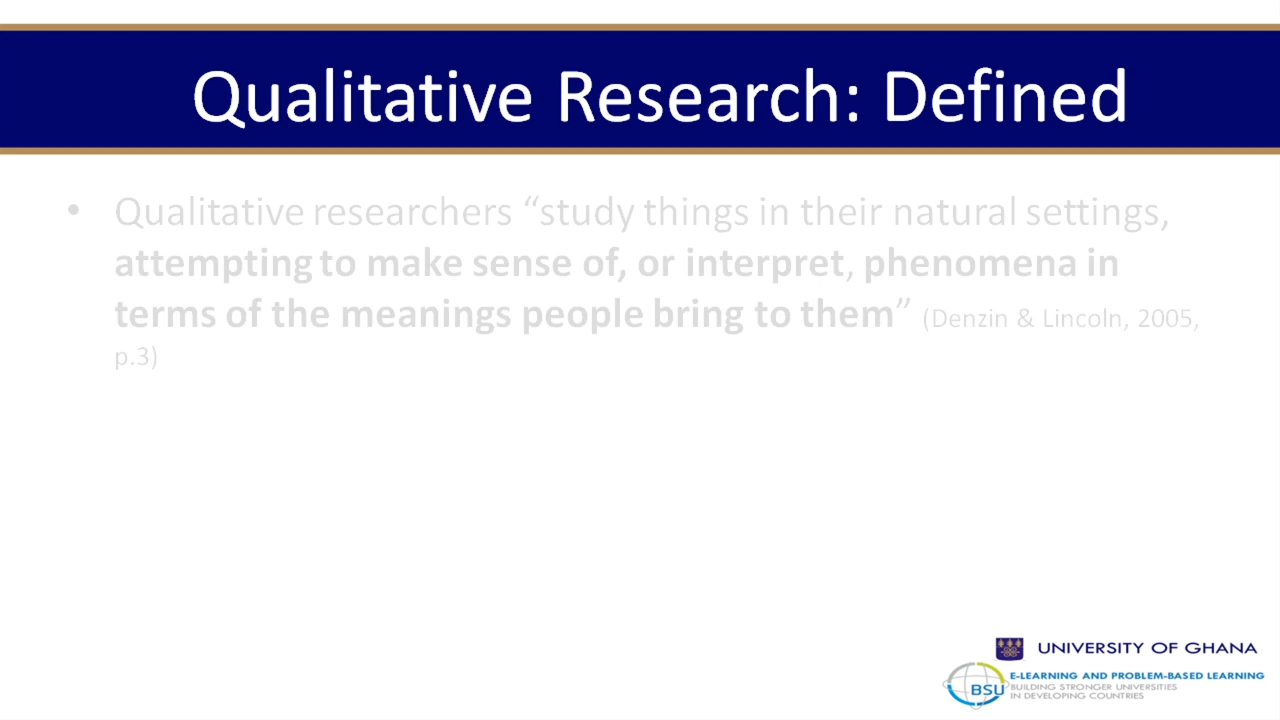 Qualitative Research: Defined
• Qualitative researchers “study things in their natural settings,
attempting to make sense of, or interpret, phenomena in
terms of the meanings people bring to them” (Denzin & Lincoln, 2005,
p.3)
UNIVERSITY OF GHANA
BSU
E-LEARNING AND PROBLEM-BASED LEARNING
BUILDING STRONGER UNIVERSITIES
IN DEVELOPING COUNTRIES